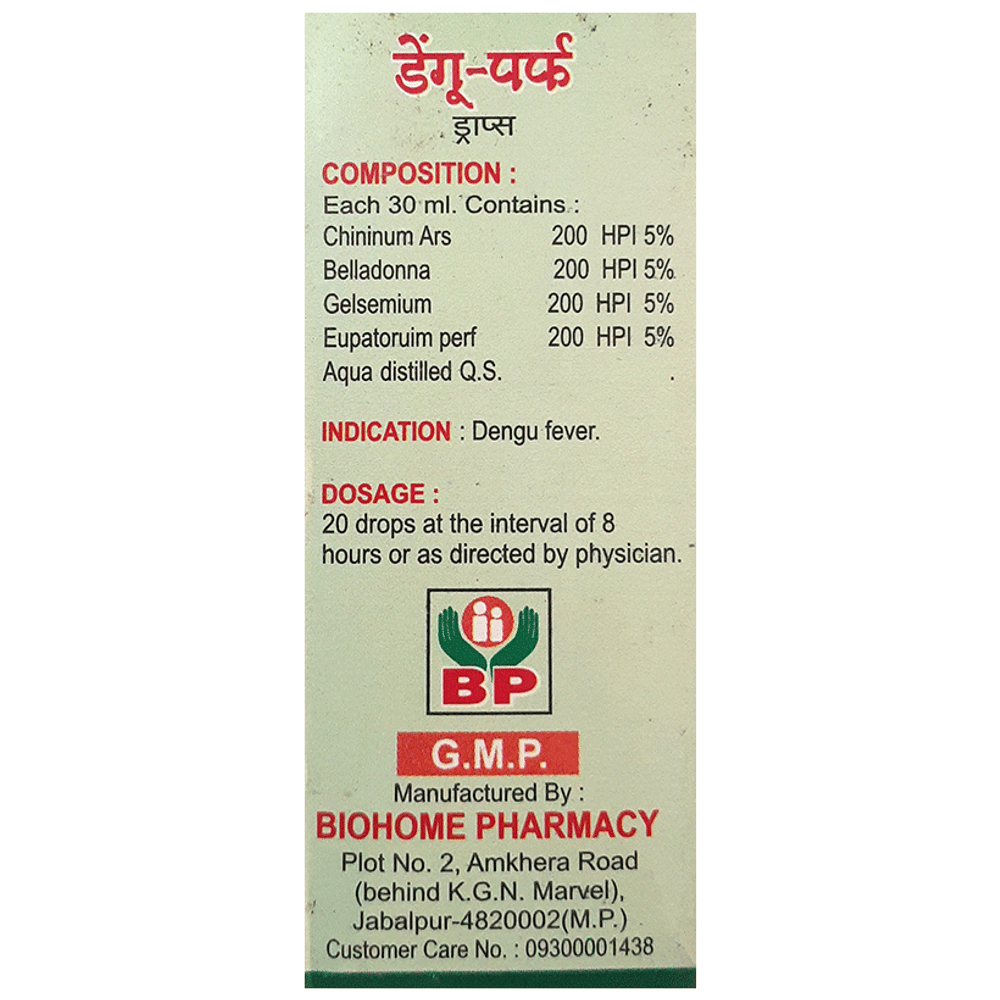 डेंगू-पर्फ
ड्राप्स
COMPOSITION :
Each 30 ml. Contains :
Chininum Ars 200 HPI 5%
Belladonna 200 HPI 5%
Gelsemium 200 HPI 5%
Eupatoruim perf 200 HPI 5%
Aqua distilled Q.S.
INDICATION : Dengu fever.
DOSAGE :
20 drops at the interval of 8
hours or as directed by physician.
BP
G.M.P.
Manufactured By :
BIOHOME PHARMACY
Plot No. 2, Amkhera Road
(behind K.G.N. Marvel),
Jabalpur-4820002(M.P.)
Customer Care No. : 09300001438